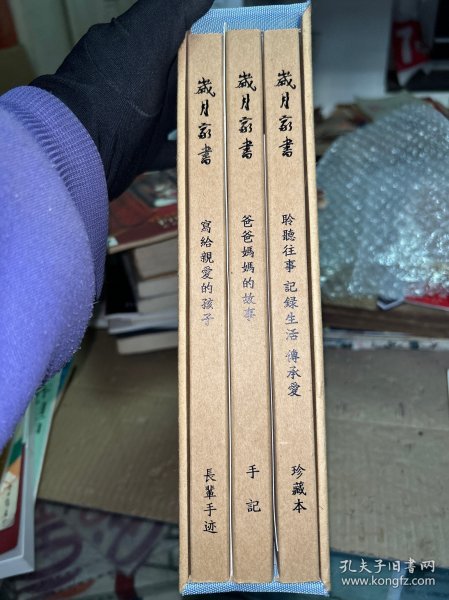 歲月家書
寫給親愛的孩子
長輩手迹
歲月家書
爸爸媽媽的故事
手記
歲月家書
聆聽往事 記録生活 傳承愛
珍藏本
孔夫子旧书网
www.kongfz.com